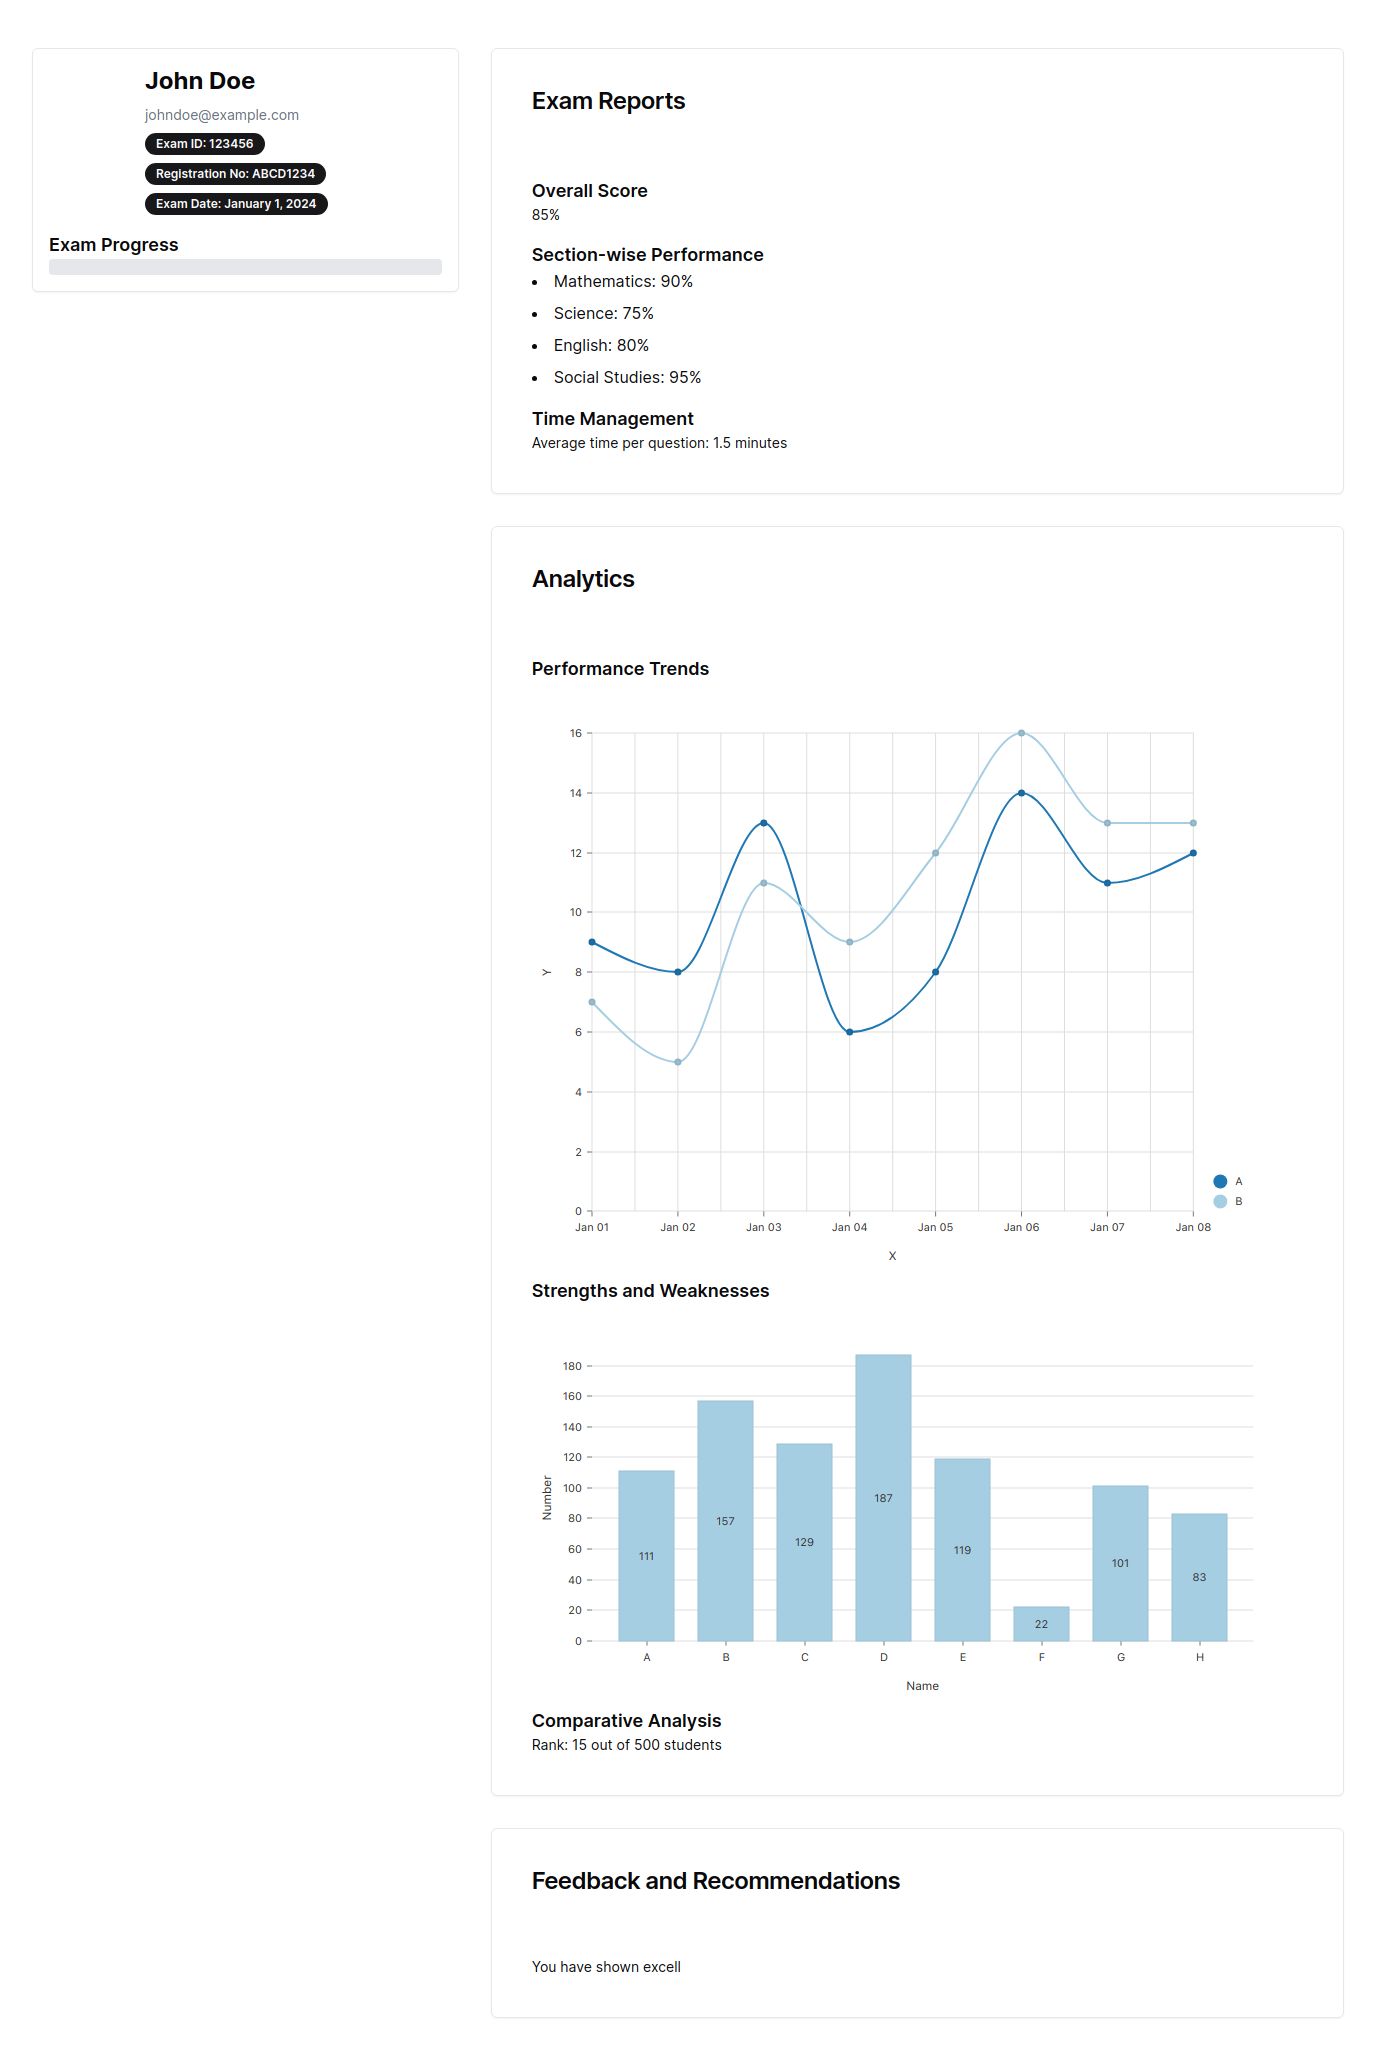 John Doe
johndoe@example.com
Exam ID: 123456
Registration No: ABCD1234
Exam Date: January 1, 2024
Exam Progress
Exam Reports
Overall Score
85%
Section-wise Performance
• Mathematics: 90%
• Science: 75%
• English: 80%
• Social Studies: 95%
Time Management
Average time per question: 1.5 minutes
Analytics
Performance Trends
16
14
12
10
8
6
4
2
0
Y
Jan 01 Jan 02 Jan 03 Jan 04 Jan 05 Jan 06 Jan 07 Jan 08
X
A
B
Strengths and Weaknesses
180
160
140
120
100
80
60
40
20
0
Number
111 157 129 187 119 22 101 83
A B C D E F G H
Name
Comparative Analysis
Rank: 15 out of 500 students
Feedback and Recommendations
You have shown excell